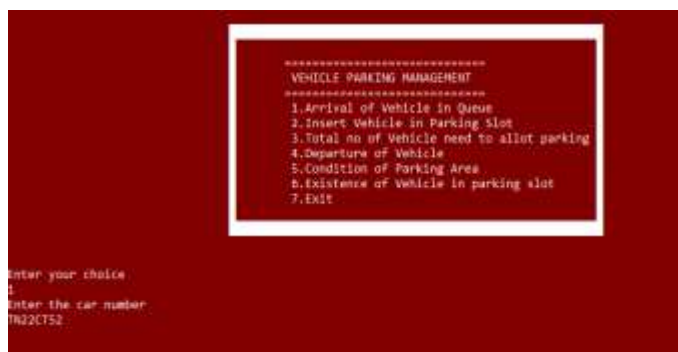 ==============================
VEHICLE PARKING MANAGEMENT
==============================
1.Arrival of Vehicle in Queue
2.Insert Vehicle in Parking Slot
3.Total no of Vehicle need to allot parking
4.Departure of Vehicle
5.Condition of Parking Area
6.Existence of Vehicle in parking slot
7.Exit
Enter your choice
1
Enter the car number
TN22CT52